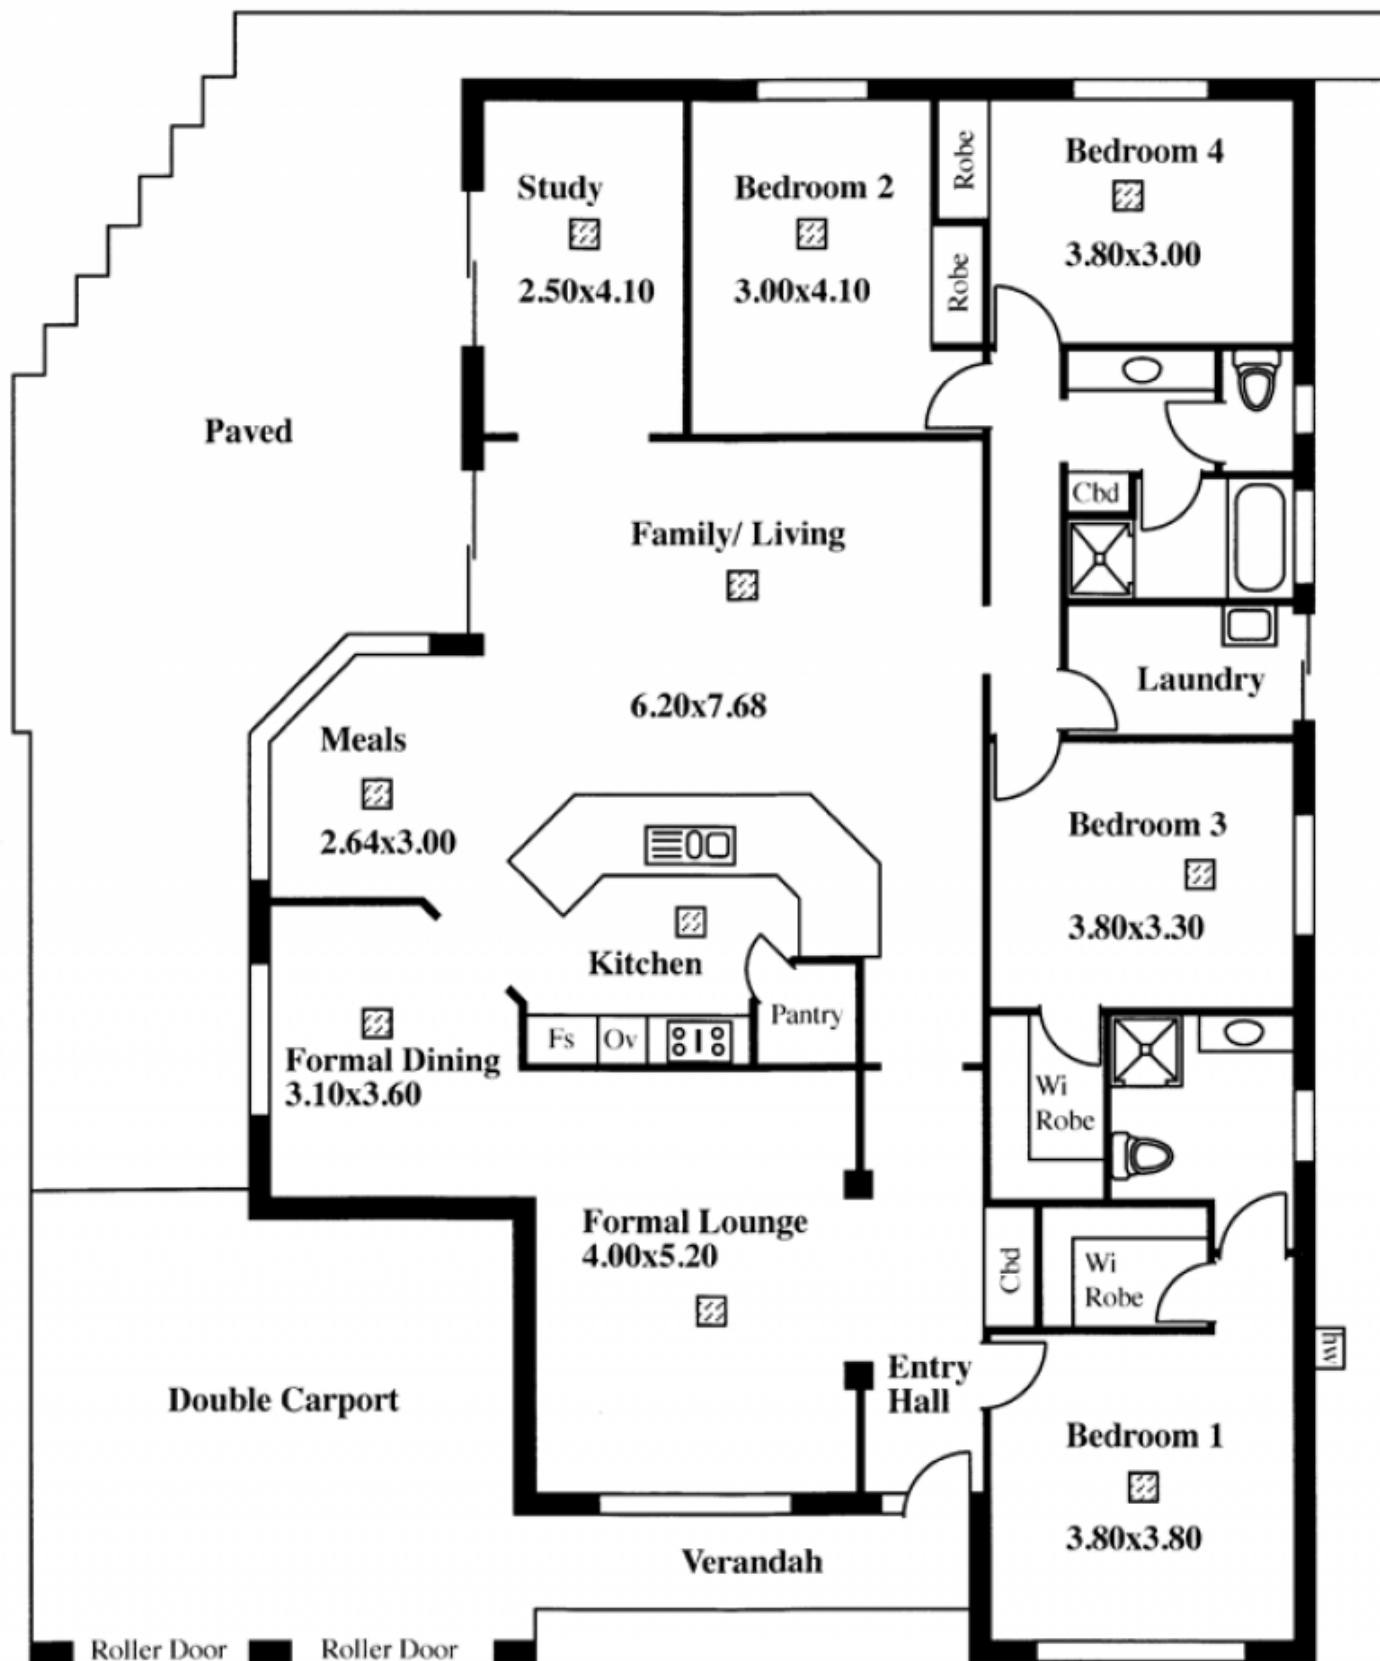 Bedroom 4
3.80x3.00
Robe
Robe
Study
2.50x4.10
Bedroom 2
3.00x4.10
Paved
Cbd
Family/ Living
6.20x7.68
Laundry
Meals
2.64x3.00
Bedroom 3
3.80x3.30
Kitchen
Pantry
Fs
Ov
Formal Dining
3.10x3.60
Wi
Robe
Formal Lounge
4.00x5.20
Cbd
Wi
Robe
hw
Entry
Hall
Double Carport
Bedroom 1
3.80x3.80
Verandah
Roller Door
Roller Door